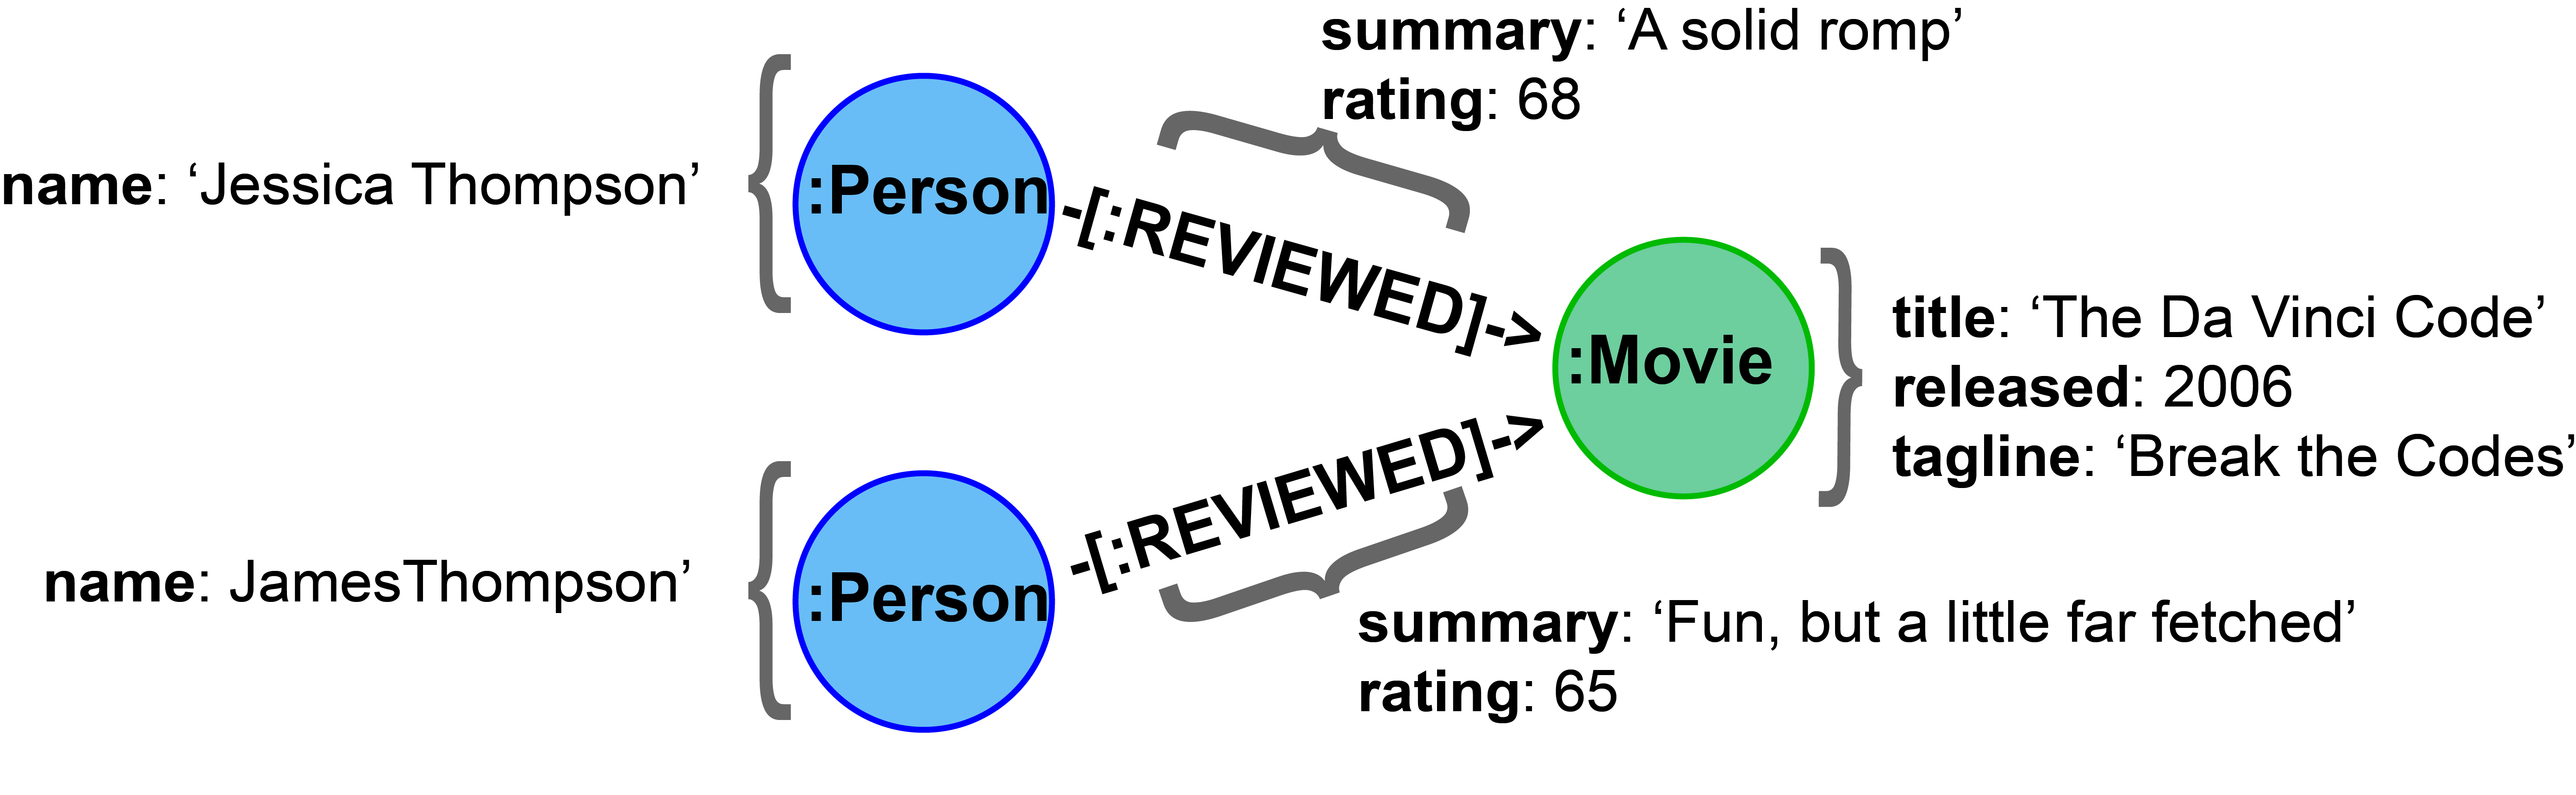 summary: ‘A solid romp’
rating: 68
name: ‘Jessica Thompson’
:Person
-[:REVIEWED]->
:Movie
title: ‘The Da Vinci Code’
released: 2006
tagline: ‘Break the Codes’
name: JamesThompson’
:Person
-[:REVIEWED]->
summary: ‘Fun, but a little far fetched’
rating: 65